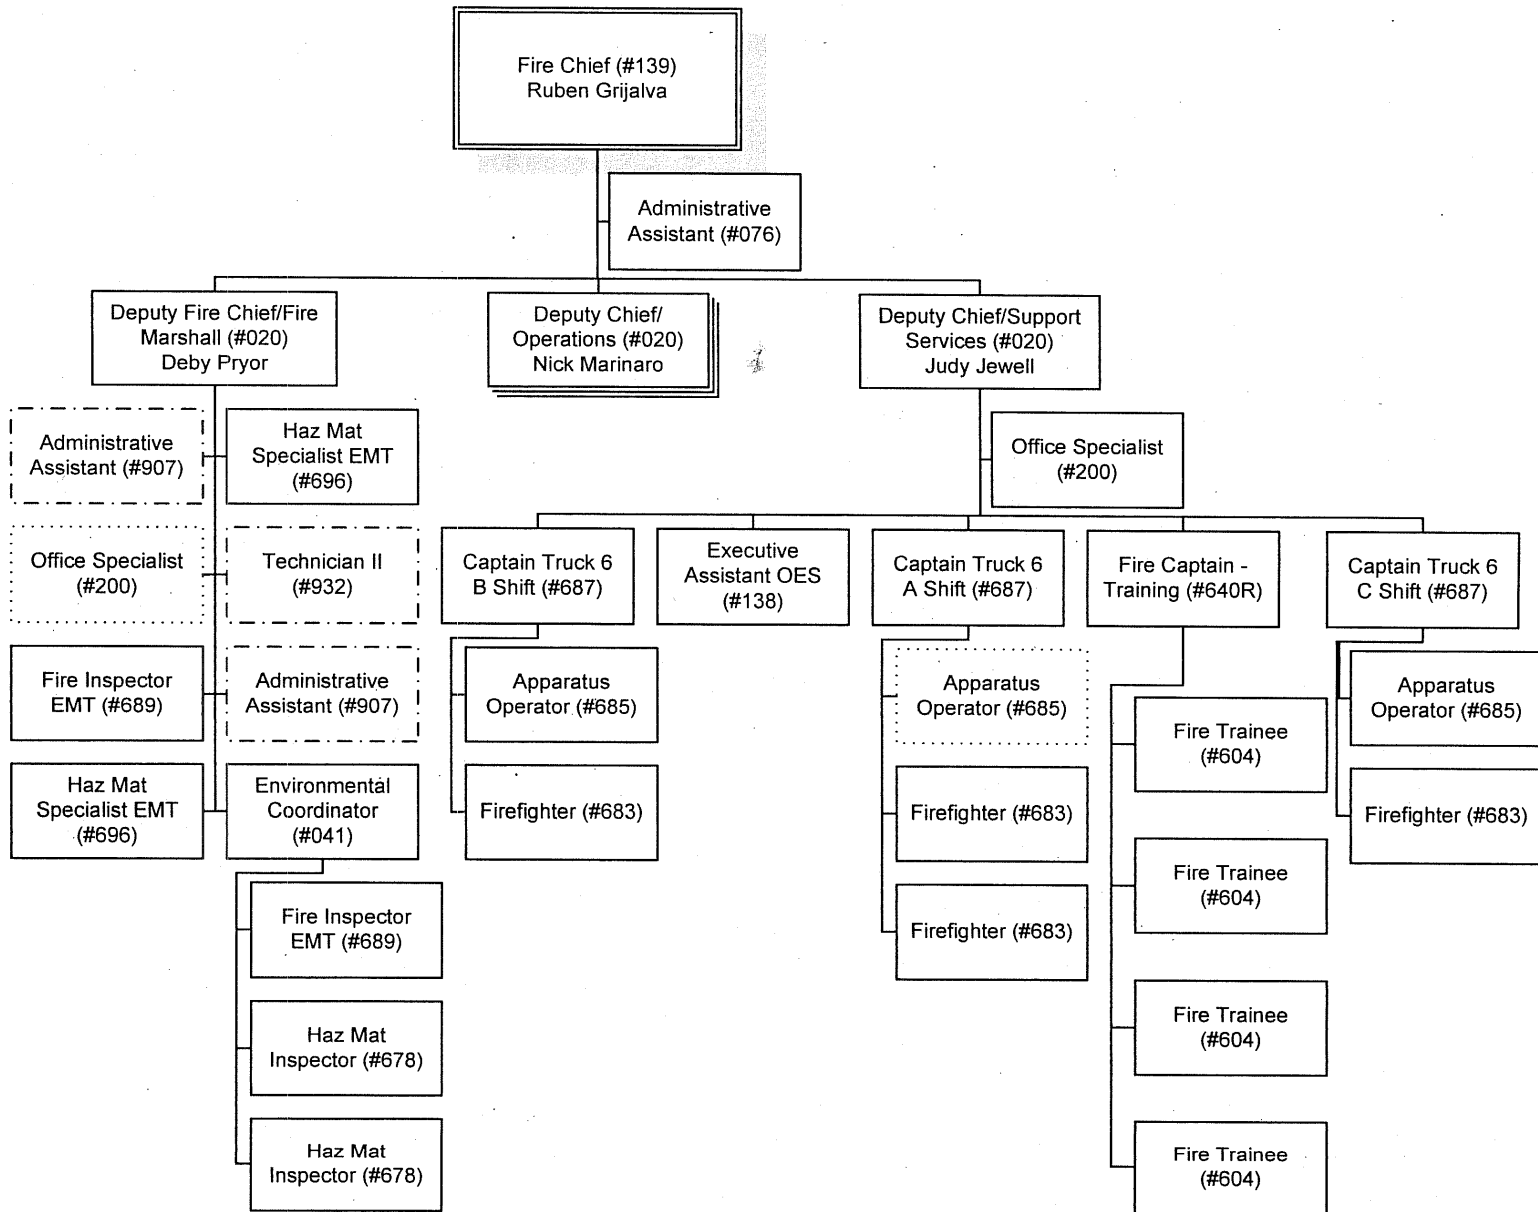 Fire Chief (#139)
Ruben Grijalva
Administrative
Assistant (#076)
Deputy Fire Chief/Fire
Marshall (#020)
Deby Pryor
Deputy Chief/
Operations (#020)
Nick Marinaro
Deputy Chief/Support
Services (#020)
Judy Jewell
Administrative
Assistant (#907)
Haz Mat
Specialist EMT
(#696)
Office Specialist
(#200)
Technician II
(#932)
Fire Inspector
EMT (#689)
Administrative
Assistant (#907)
Haz Mat
Specialist EMT
(#696)
Environmental
Coordinator
(#041)
Fire Inspector
EMT (#689)
Haz Mat
Inspector (#678)
Haz Mat
Inspector (#678)
Office Specialist
(#200)
Captain Truck 6
B Shift (#687)
Apparatus
Operator (#685)
Firefighter (#683)
Executive
Assistant OES
(#138)
Captain Truck 6
A Shift (#687)
Apparatus
Operator (#685)
Firefighter (#683)
Firefighter (#683)
Fire Captain -
Training (#640R)
Fire Trainee
(#604)
Fire Trainee
(#604)
Fire Trainee
(#604)
Fire Trainee
(#604)
Captain Truck 6
C Shift (#687)
Apparatus
Operator (#685)
Firefighter (#683)